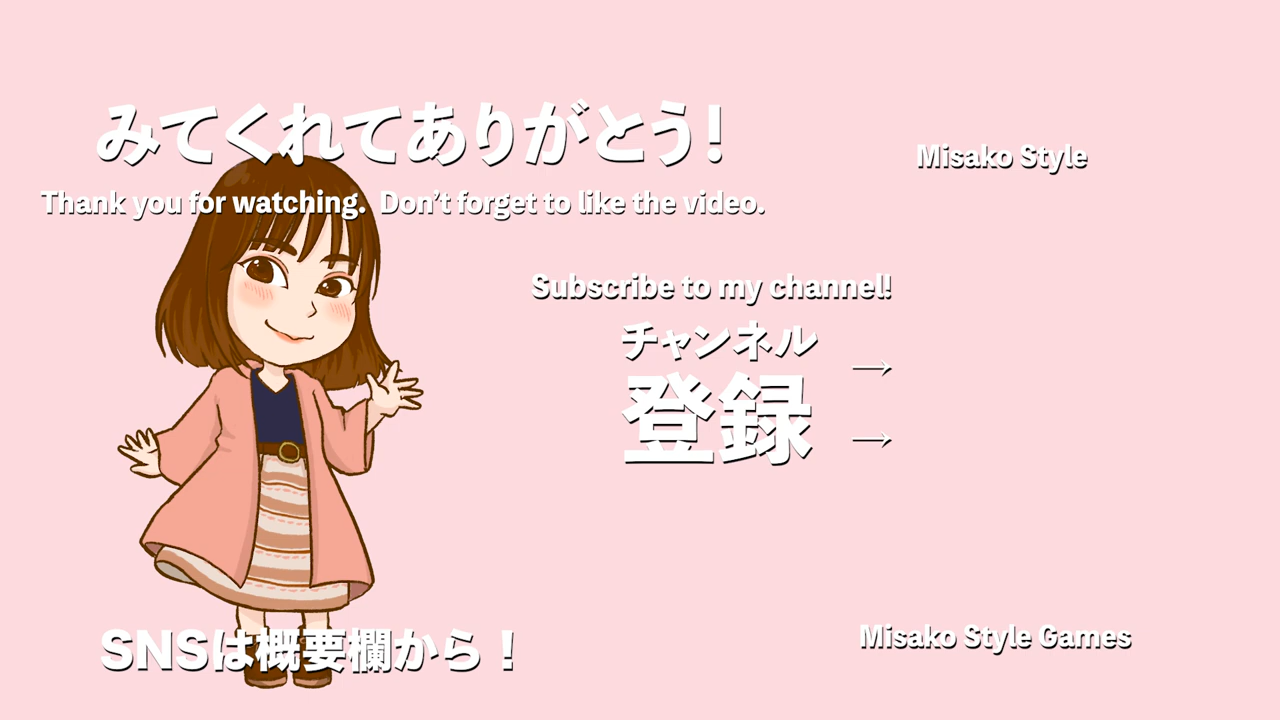 みてくれてありがとう！
Thank you for watching. Don't forget to like the video.
Misako Style
Subscribe to my channel!
チャンネル
登録
→
→
SNSは概要欄から！
Misako Style Games